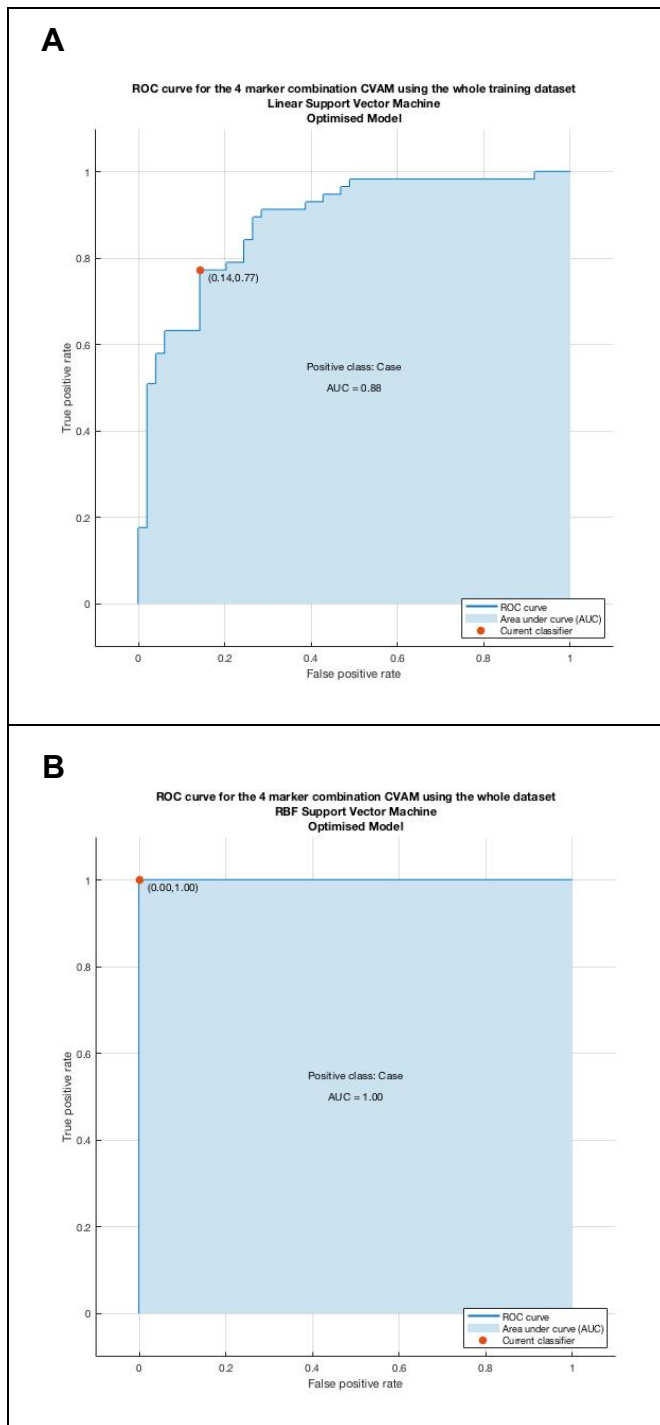 A
ROC curve for the 4 marker combination CVAM using the whole training dataset
Linear Support Vector Machine
Optimised Model
1
0.8
0.6
0.4
0.2
0
True positive rate
(0.14,0.77)
Positive class: Case
AUC = 0.88
ROC curve
Area under curve (AUC)
Current classifier
0 0.2 0.4 0.6 0.8 1
False positive rate
B
ROC curve for the 4 marker combination CVAM using the whole dataset
RBF Support Vector Machine
Optimised Model
1
0.8
0.6
0.4
0.2
0
True positive rate
(0.00,1.00)
Positive class: Case
AUC = 1.00
ROC curve
Area under curve (AUC)
Current classifier
0 0.2 0.4 0.6 0.8 1
False positive rate